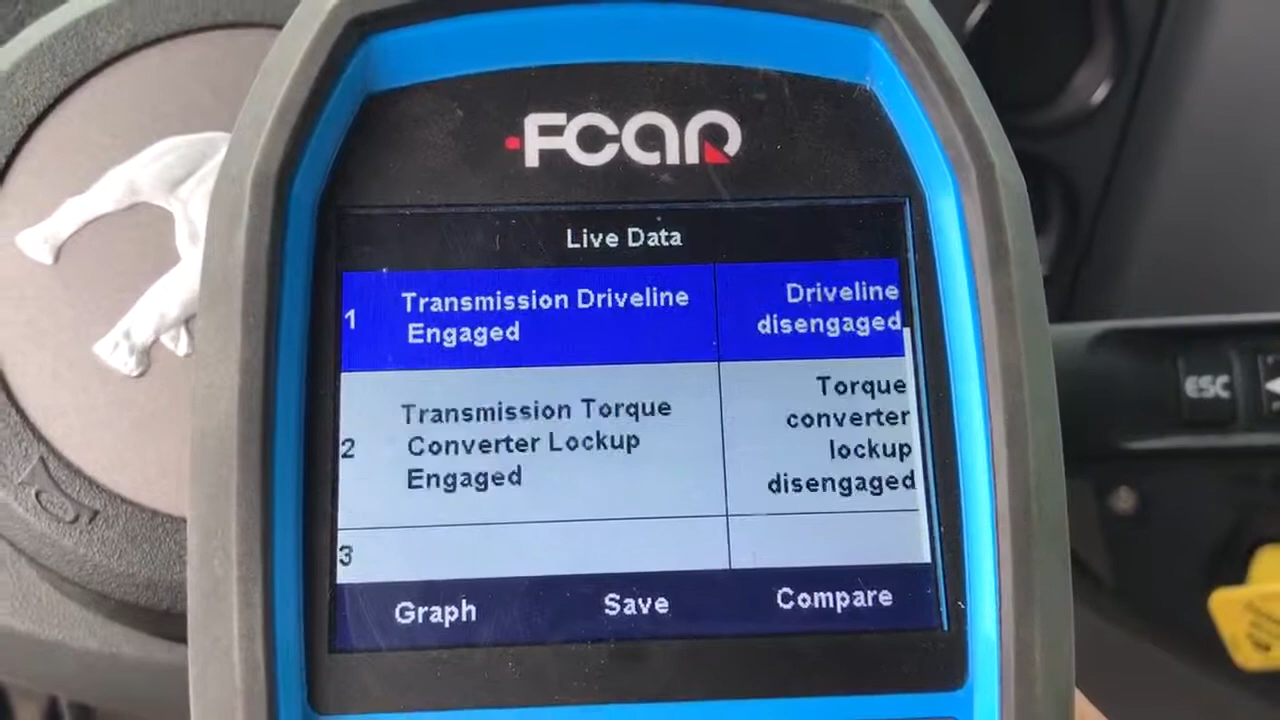 FCAR
Live Data
1
Transmission Driveline
Engaged
Driveline
disengaged
2
Transmission Torque
Converter Lockup
Engaged
Torque
converter
lockup
disengaged
3
Graph Save Compare
ESC